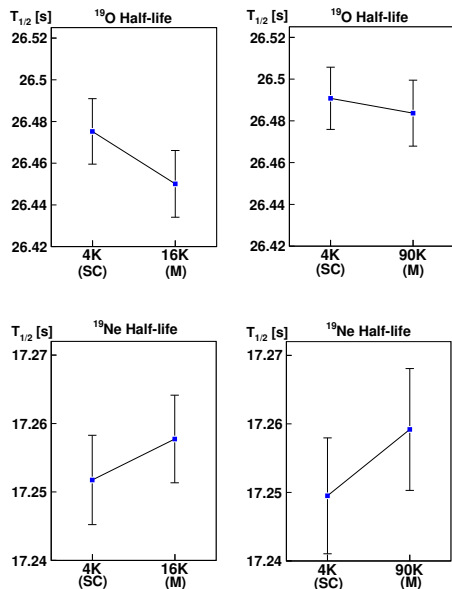 T1/2 [s] ¹⁹O Half-life
26.52
26.5
26.48
26.46
26.44
26.42
4K 16K
(SC) (M)
T1/2 [s] ¹⁹O Half-life
26.52
26.5
26.48
26.46
26.44
26.42
4K 90K
(SC) (M)
T1/2 [s] ¹⁹Ne Half-life
17.27
17.26
17.25
17.24
4K 16K
(SC) (M)
T1/2 [s] ¹⁹Ne Half-life
17.27
17.26
17.25
17.24
4K 90K
(SC) (M)